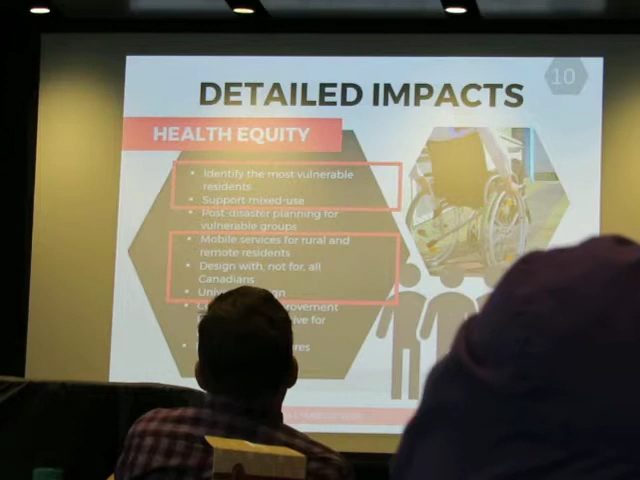 10
DETAILED IMPACTS
HEALTH EQUITY
▪ Identify the most vulnerable
residents
▪ Support mixed-use
▪ Post-disaster planning for
vulnerable groups
▪ Mobile services for rural and
remote residents
▪ Design with, not for, all
Canadians